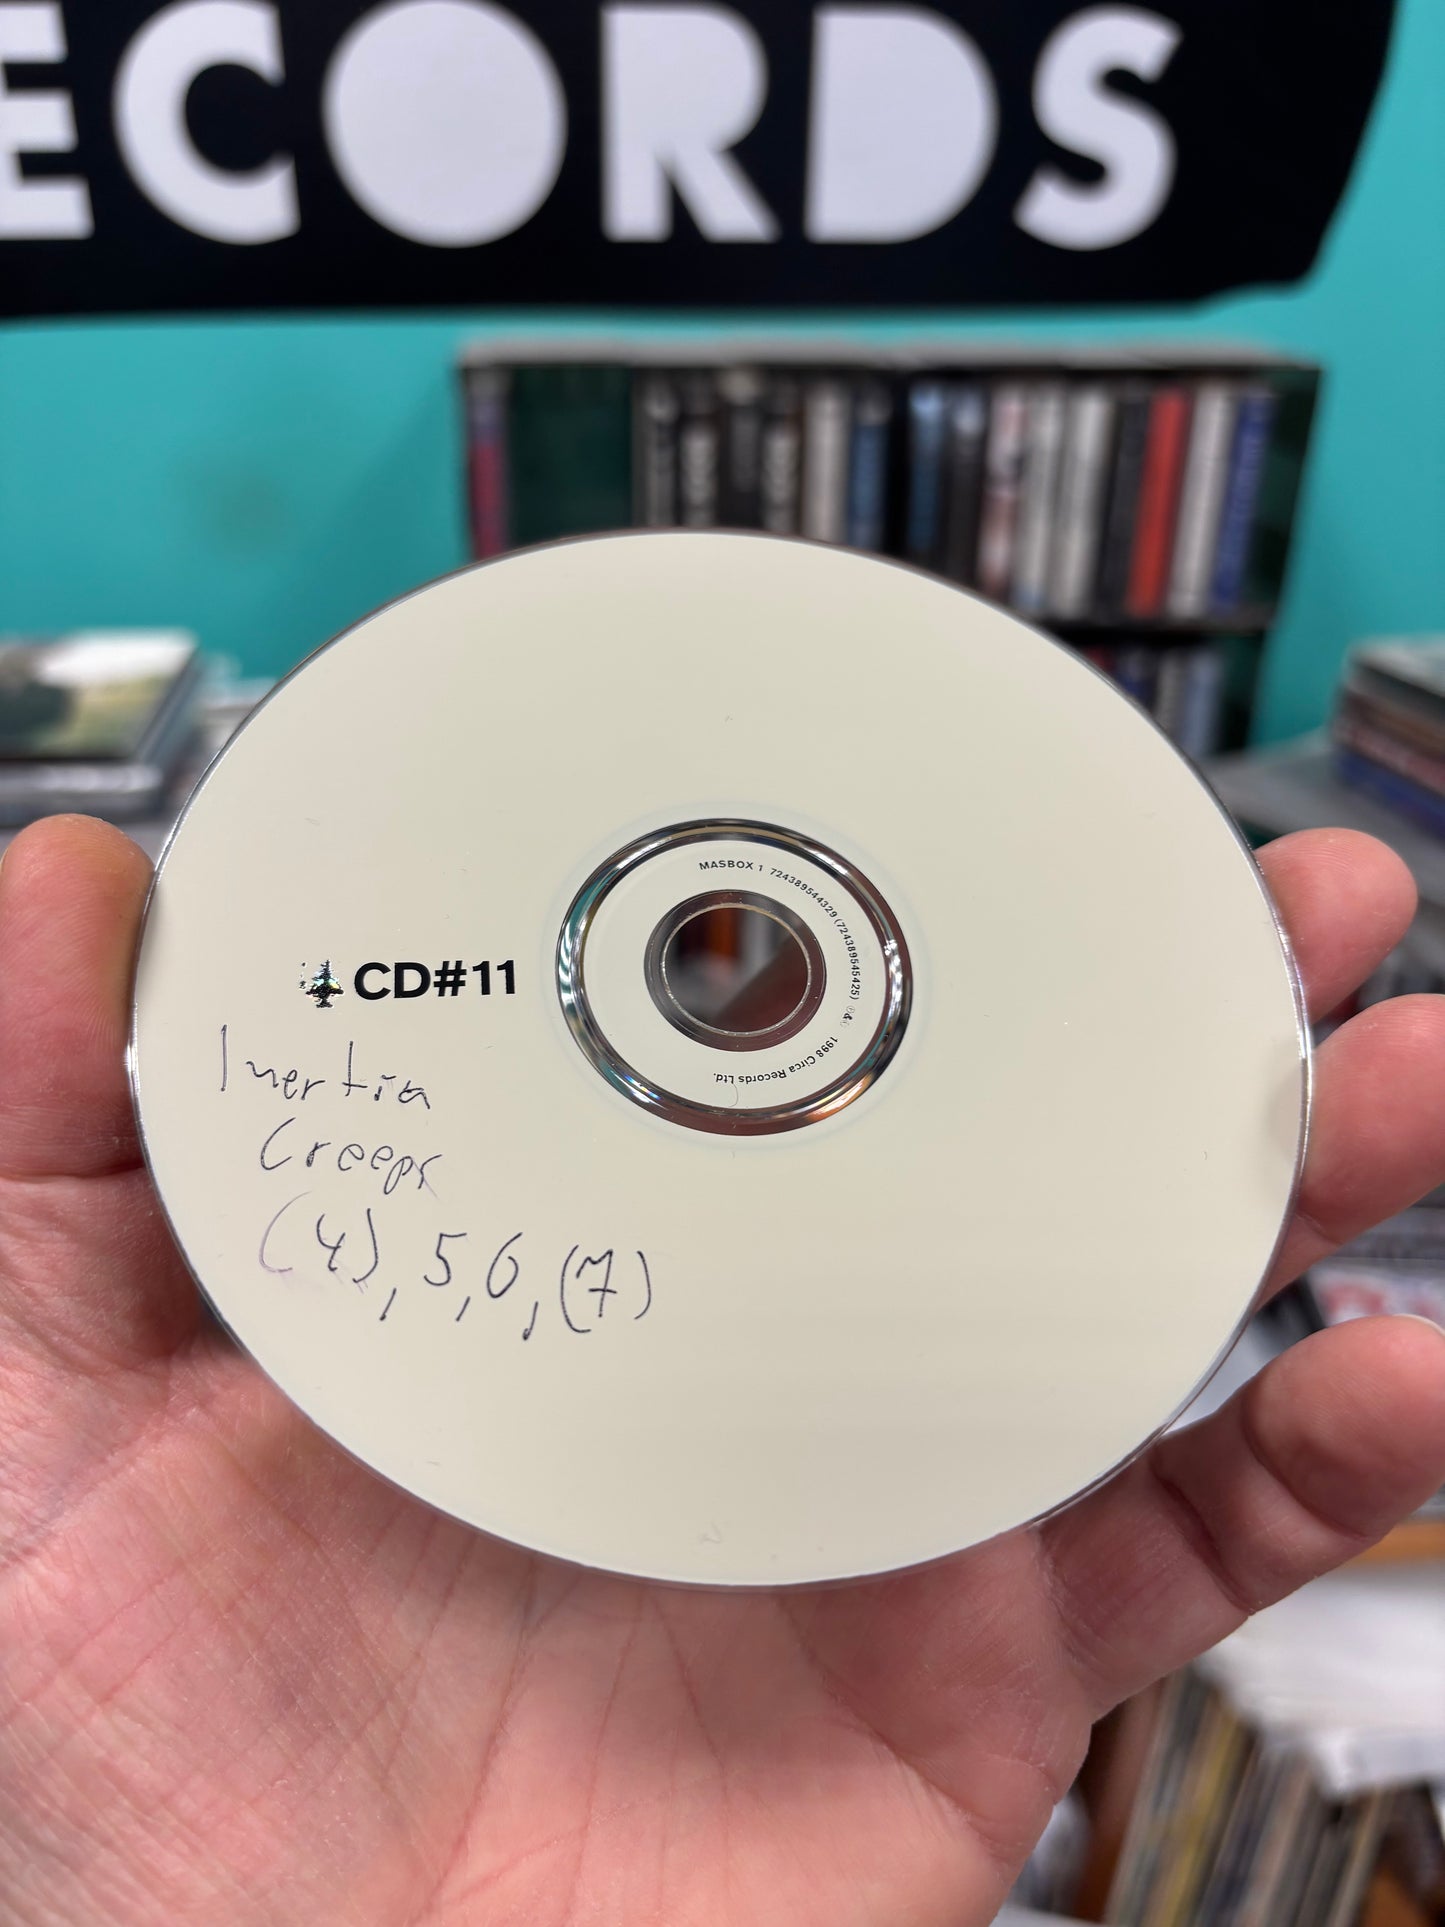 ECORDS
MASBOX 1 724389544329 (724389545425) ℗&© 1998 Circa Records Ltd.
CD#11
Inertia
Creeps
(4), 5, 6, (7)